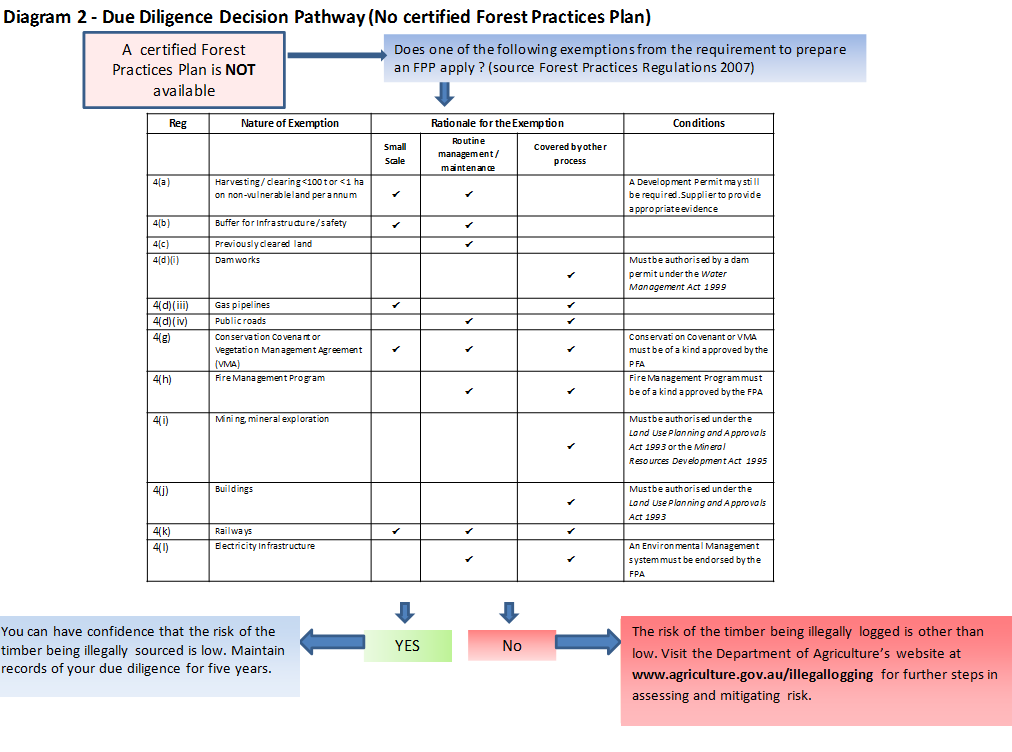 Diagram 2 - Due Diligence Decision Pathway (No certified Forest Practices Plan)
A certified Forest
Practices Plan is NOT
available
Does one of the following exemptions from the requirement to prepare
an FPP apply ? (source Forest Practices Regulations 2007)
Reg Nature of Exemption Rationale for the Exemption Conditions
Small
Scale
Routine
management /
maintenance
Covered by other
process
4(a) Harvesting / clearing <100 t or <1 ha
on non-vulnerable land per annum
✓ ✓
A Development Permit may still
be required. Supplier to provide
appropriate evidence
4(b) Buffer for Infrastructure / safety ✓ ✓
4(c) Previously cleared land ✓
4(d)(i) Dam works ✓
Must be authorised by a dam
permit under the Water
Management Act 1999
4(d)(iii) Gas pipelines ✓ ✓
4(d)(iv) Public roads ✓ ✓
4(g) Conservation Covenant or
Vegetation Management Agreement
(VMA)
✓ ✓ ✓
Conservation Covenant or VMA
must be of a kind approved by the
PFA
4(h) Fire Management Program ✓ ✓
Fire Management Program must
be of a kind approved by the FPA
4(i) Mining, mineral exploration ✓
Must be authorised under the
Land Use Planning and Approvals
Act 1993 or the Mineral
Resources Development Act 1995
4(j) Buildings ✓
Must be authorised under the
Land Use Planning and Approvals
Act 1993
4(k) Railways ✓ ✓ ✓
4(l) Electricity Infrastructure ✓ ✓
An Environmental Management
system must be endorsed by the
FPA
You can have confidence that the risk of the
timber being illegally sourced is low. Maintain
records of your due diligence for five years.
YES
No
The risk of the timber being illegally logged is other than
low. Visit the Department of Agriculture's website at
www.agriculture.gov.au/illegallogging for further steps in
assessing and mitigating risk.